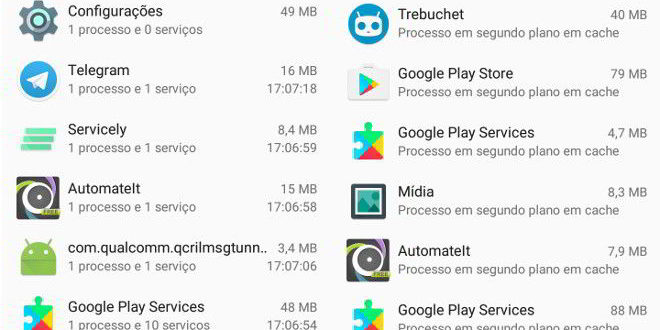 Configurações 49 MB
1 processo e 0 serviços
Telegram 16 MB
1 processo e 1 serviço 17:07:18
Servicely 8,4 MB
1 processo e 1 serviço 17:06:59
AutomateIt 15 MB
1 processo e 1 serviço 17:06:58
com.qualcomm.qcrilmsgtunn.. 3,4 MB
1 processo e 1 serviço 17:07:06
Google Play Services 48 MB
1 processo e 10 serviços 17:06:54
Trebuchet 40 MB
Processo em segundo plano em cache
Google Play Store 79 MB
Processo em segundo plano em cache
Google Play Services 4,7 MB
Processo em segundo plano em cache
Mídia 8,3 MB
Processo em segundo plano em cache
AutomateIt 7,9 MB
Processo em segundo plano em cache
Google Play Services 88 MB
Processo em segundo plano em cache